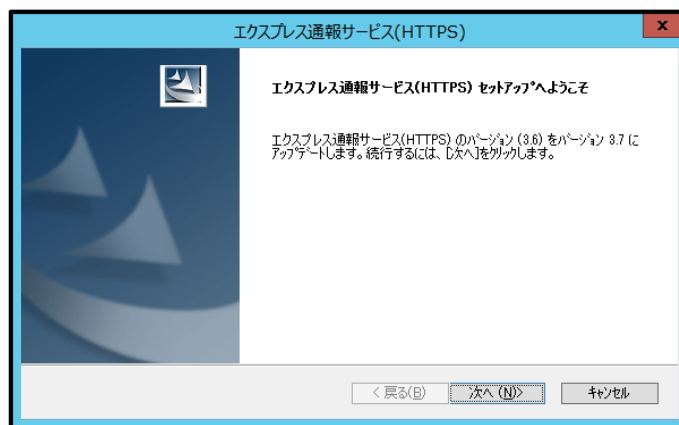 エクスプレス通報サービス(HTTPS)
x
エクスプレス通報サービス(HTTPS) セットアップへようこそ
エクスプレス通報サービス(HTTPS) のバージョン (3.6) をバージョン 3.7 に
アップデートします。続行するには、[次へ]をクリックします。
< 戻る(B)
次へ (N)>
キャンセル